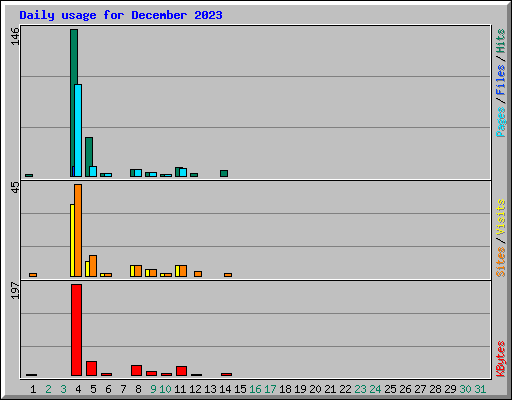 Daily usage for December 2023
146
Pages / Files / Hits
45
Sites / Visits
197
KBytes
1 2 3 4 5 6 7 8 9 10 11 12 13 14 15 16 17 18 19 20 21 22 23 24 25 26 27 28 29 30 31